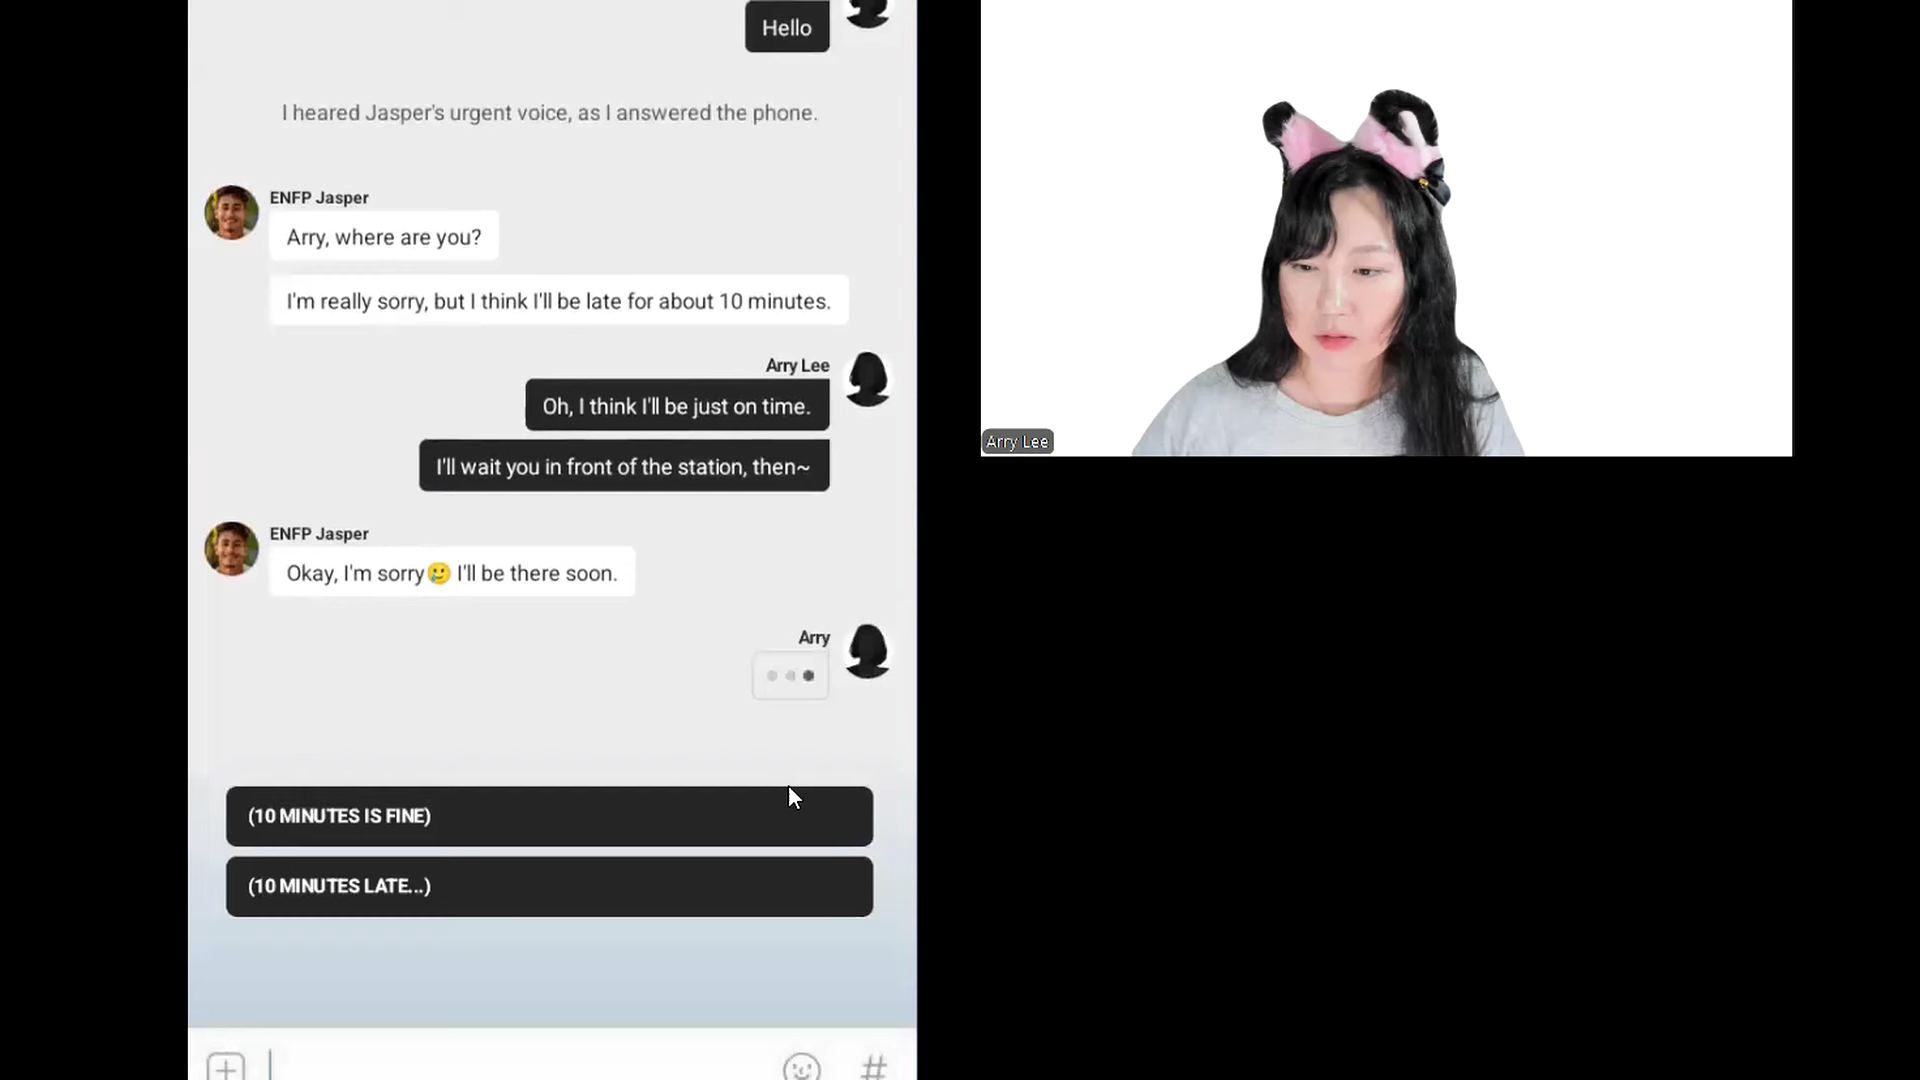 Hello
I heard Jasper's urgent voice, as I answered the phone.
ENFP Jasper
Arry, where are you?
I'm really sorry, but I think I'll be late for about 10 minutes.
Arry Lee
Oh, I think I'll be just on time.
I'll wait you in front of the station, then~
ENFP Jasper
Okay, I'm sorry🥲 I'll be there soon.
Arry
(10 MINUTES IS FINE)
(10 MINUTES LATE...)
#
Arry Lee